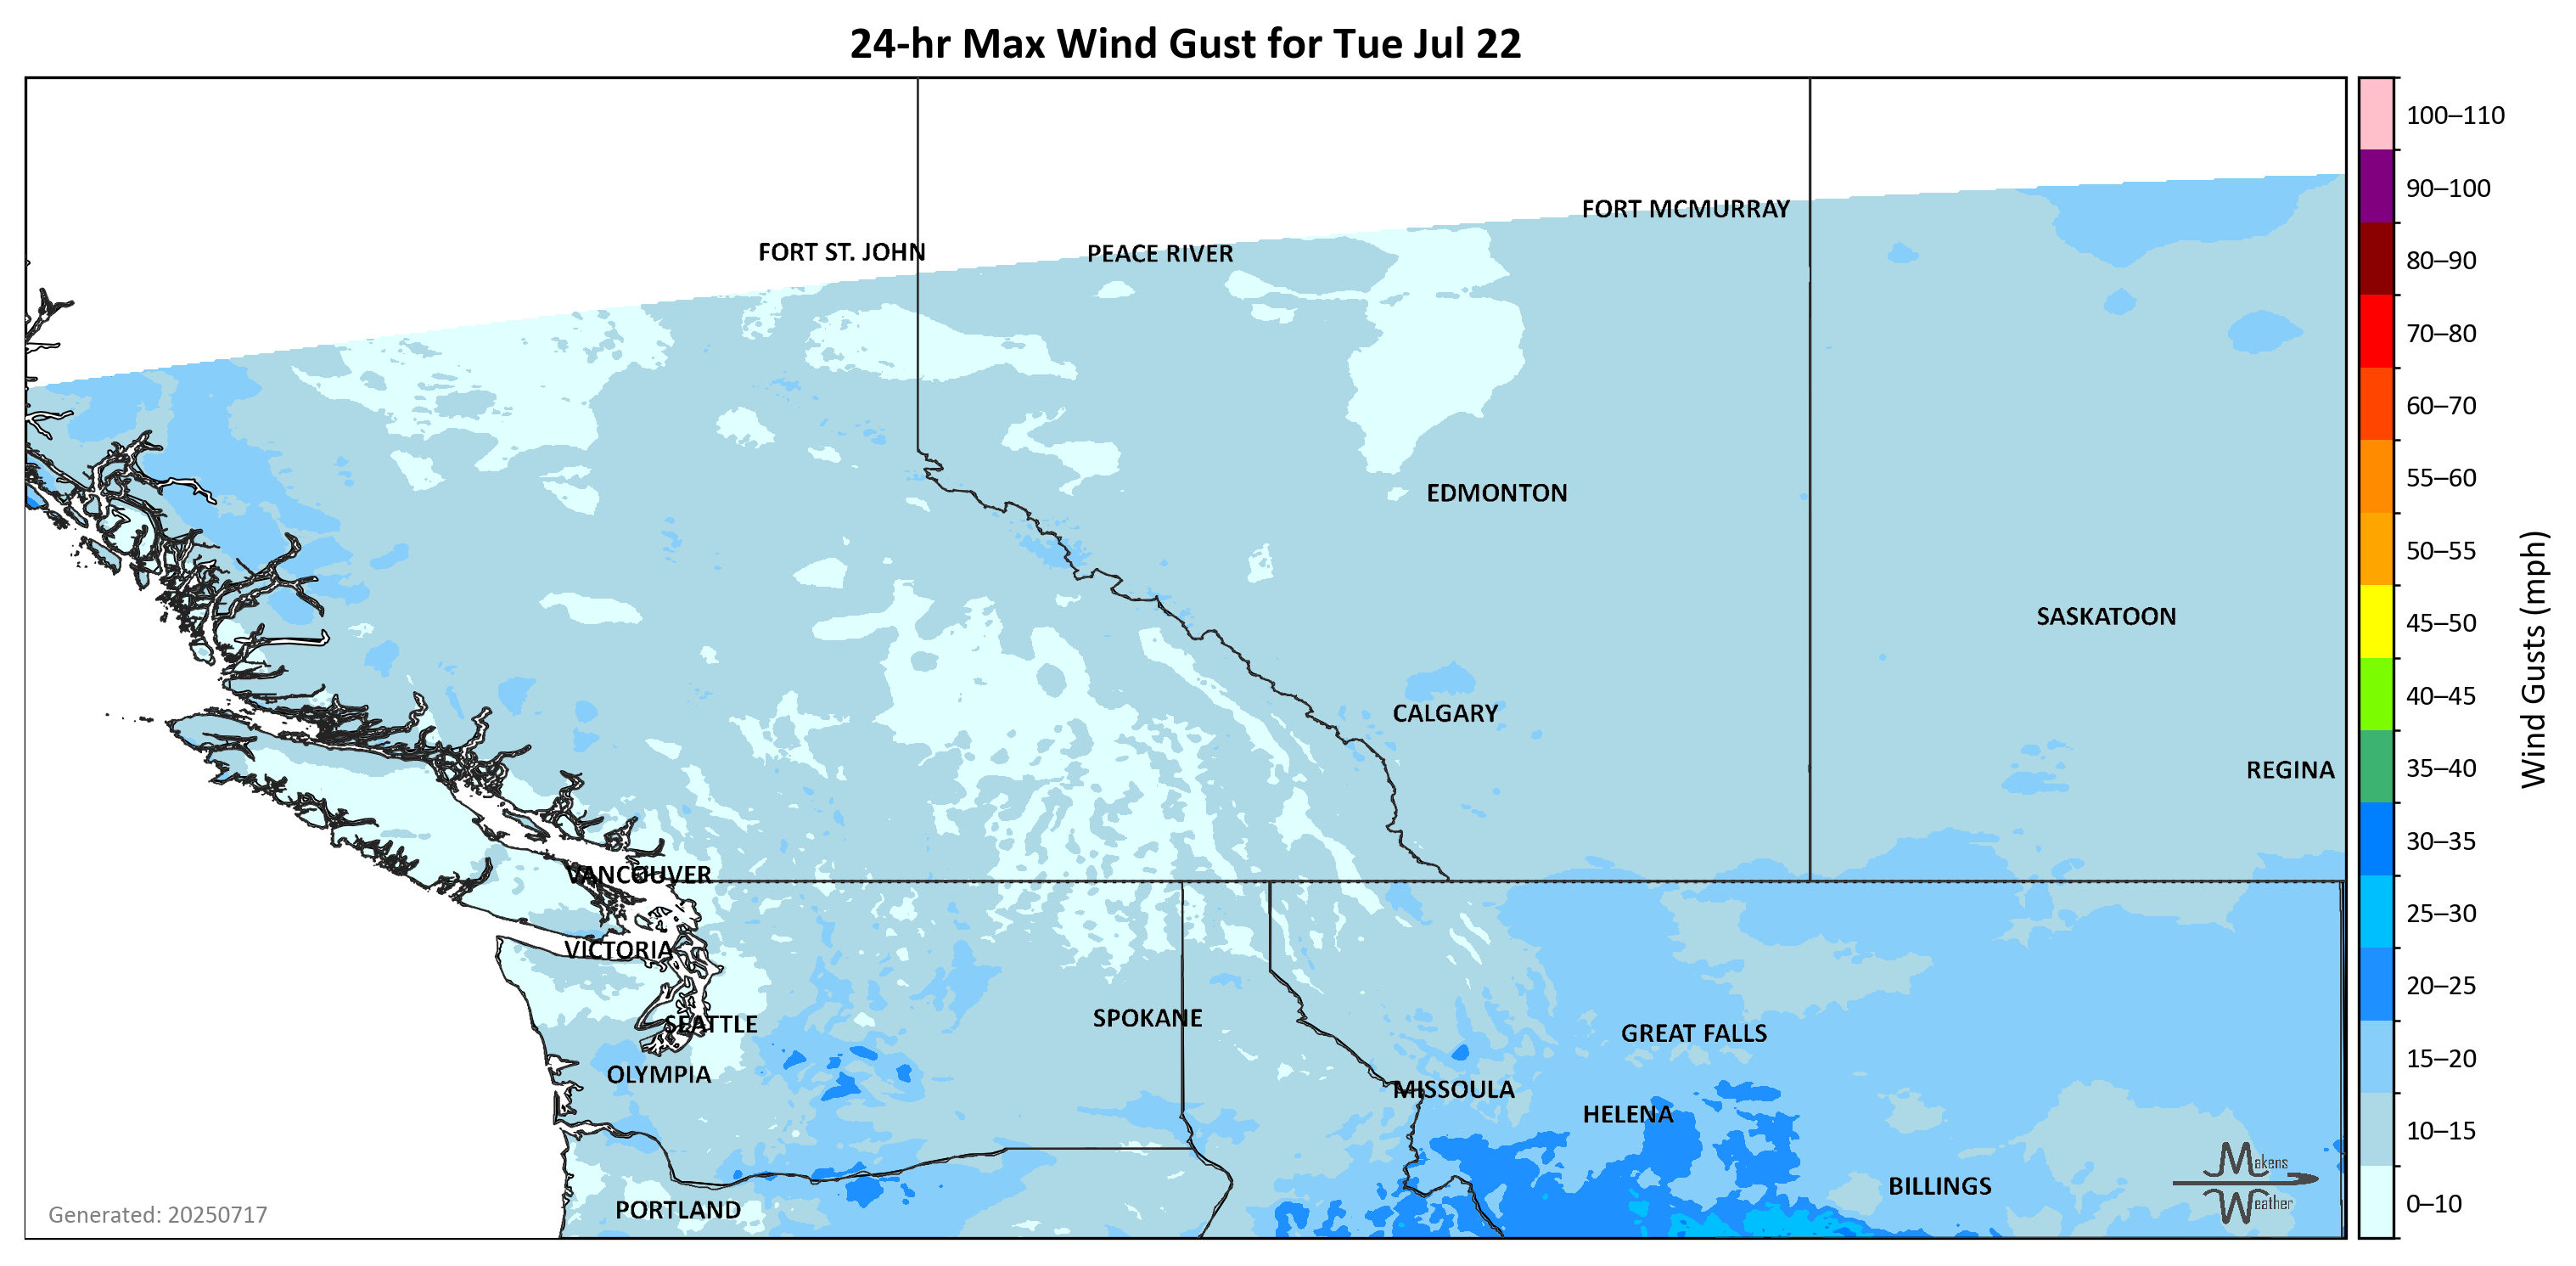 24-hr Max Wind Gust for Tue Jul 22
100–110
90–100
80–90
70–80
60–70
55–60
50–55
45–50
40–45
35–40
30–35
25–30
20–25
15–20
10–15
0–10
Wind Gusts (mph)
FORT MCMURRAY
FORT ST. JOHN
PEACE RIVER
EDMONTON
SASKATOON
CALGARY
REGINA
VANCOUVER
VICTORIA
SEATTLE
SPOKANE
GREAT FALLS
OLYMPIA
MISSOULA
HELENA
BILLINGS
PORTLAND
Makens
Weather
Generated: 20250717